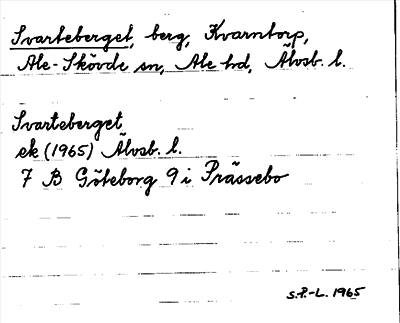 Svarteberget, berg, Kvarntorp,
Ale-Skövde sn, Ale hd, Älvsb. l.
Svarteberget
ek (1965) Älvsb. l.
7 B Göteborg 9 i Prässebo
S.P.-L. 1965